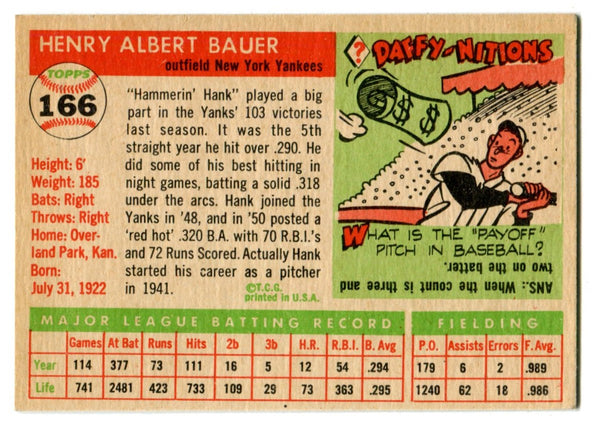 HENRY ALBERT BAUER
outfield New York Yankees
TOPPS
166
Height: 6'
Weight: 185
Bats: Right
Throws: Right
Home: Over-
land Park, Kan.
Born:
July 31, 1922
"Hammerin' Hank" played a big
part in the Yanks' 103 victories
last season. It was the 5th
straight year he hit over .290. He
did some of his best hitting in
night games, batting a solid .318
under the arcs. Hank joined the
Yanks in '48, and in '50 posted a
'red hot' .320 B.A. with 70 R.B.I.'s
and 72 Runs Scored. Actually Hank
started his career as a pitcher
in 1941.
©T.C.G.
printed in U.S.A.
? DAFFY-NITIONS
$ $ $
WHAT IS THE "PAYOFF"
PITCH IN BASEBALL?
ANS.: When the count is three and
two on the batter.
MAJOR LEAGUE BATTING RECORD FIELDING
Games At Bat Runs Hits 2b 3b H.R. R.B.I. B. Avg P.O. Assists Errors F. Avg.
Year 114 377 73 111 16 5 12 54 .294 179 6 2 .989
Life 741 2481 423 733 109 29 73 363 .295 1240 62 18 .986